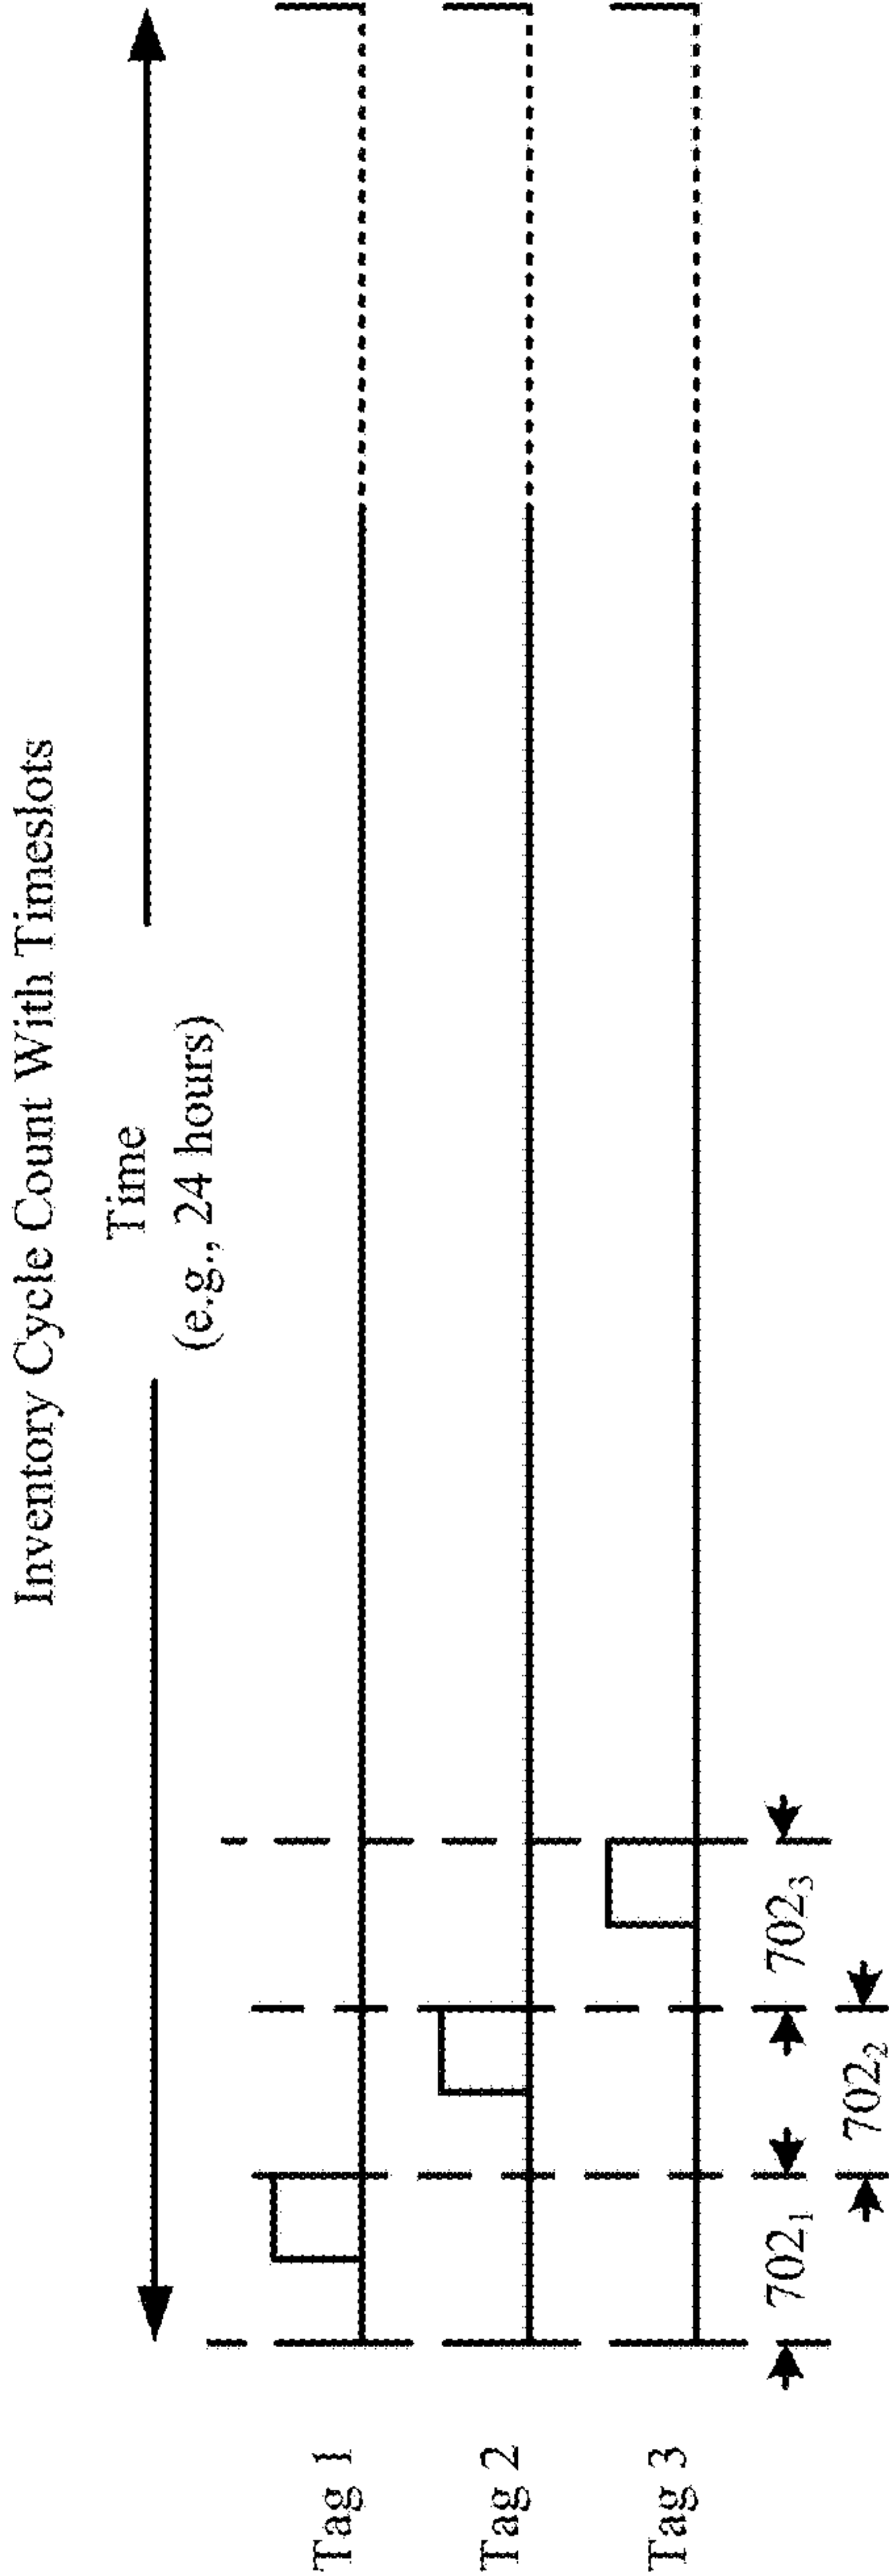 Inventory Cycle Count With Timeslots
Time
(e.g., 24 hours)
Tag 1
Tag 2
Tag 3
702₁
702₃
702₂